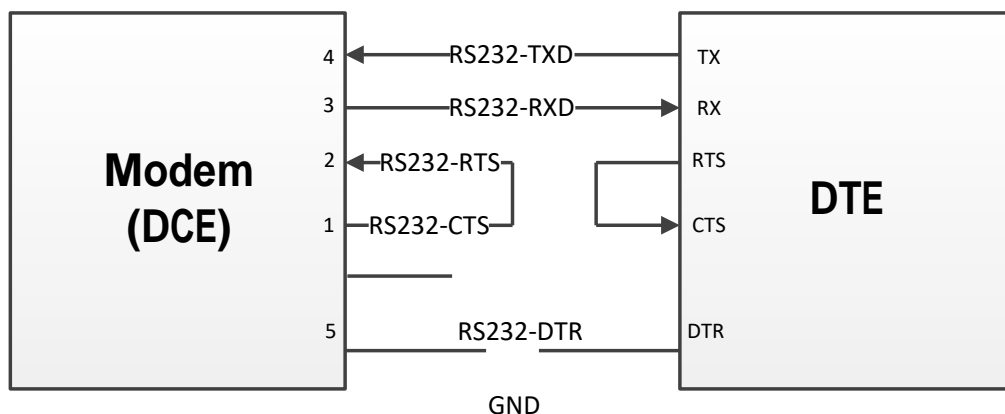 4 RS232-TXD TX
3 RS232-RXD RX
2 RS232-RTS RTS
Modem
(DCE)
DTE
1 RS232-CTS CTS
5 RS232-DTR DTR
GND